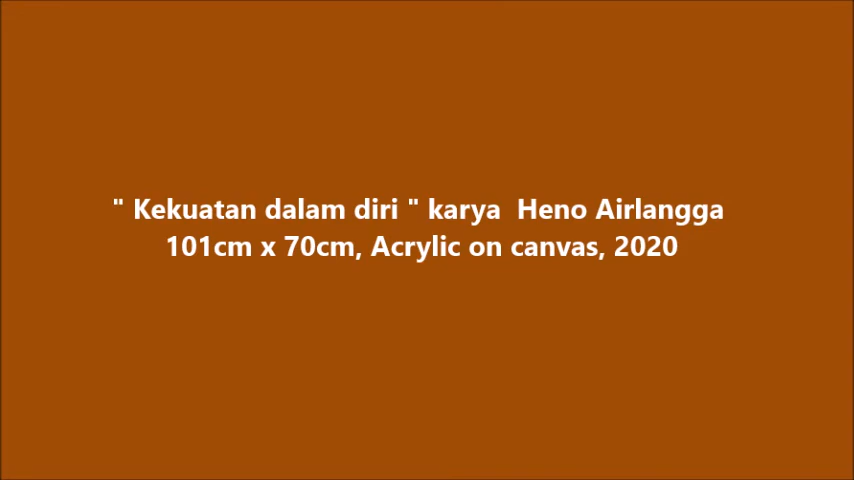 " Kekuatan dalam diri " karya  Heno Airlangga
101cm x 70cm, Acrylic on canvas, 2020